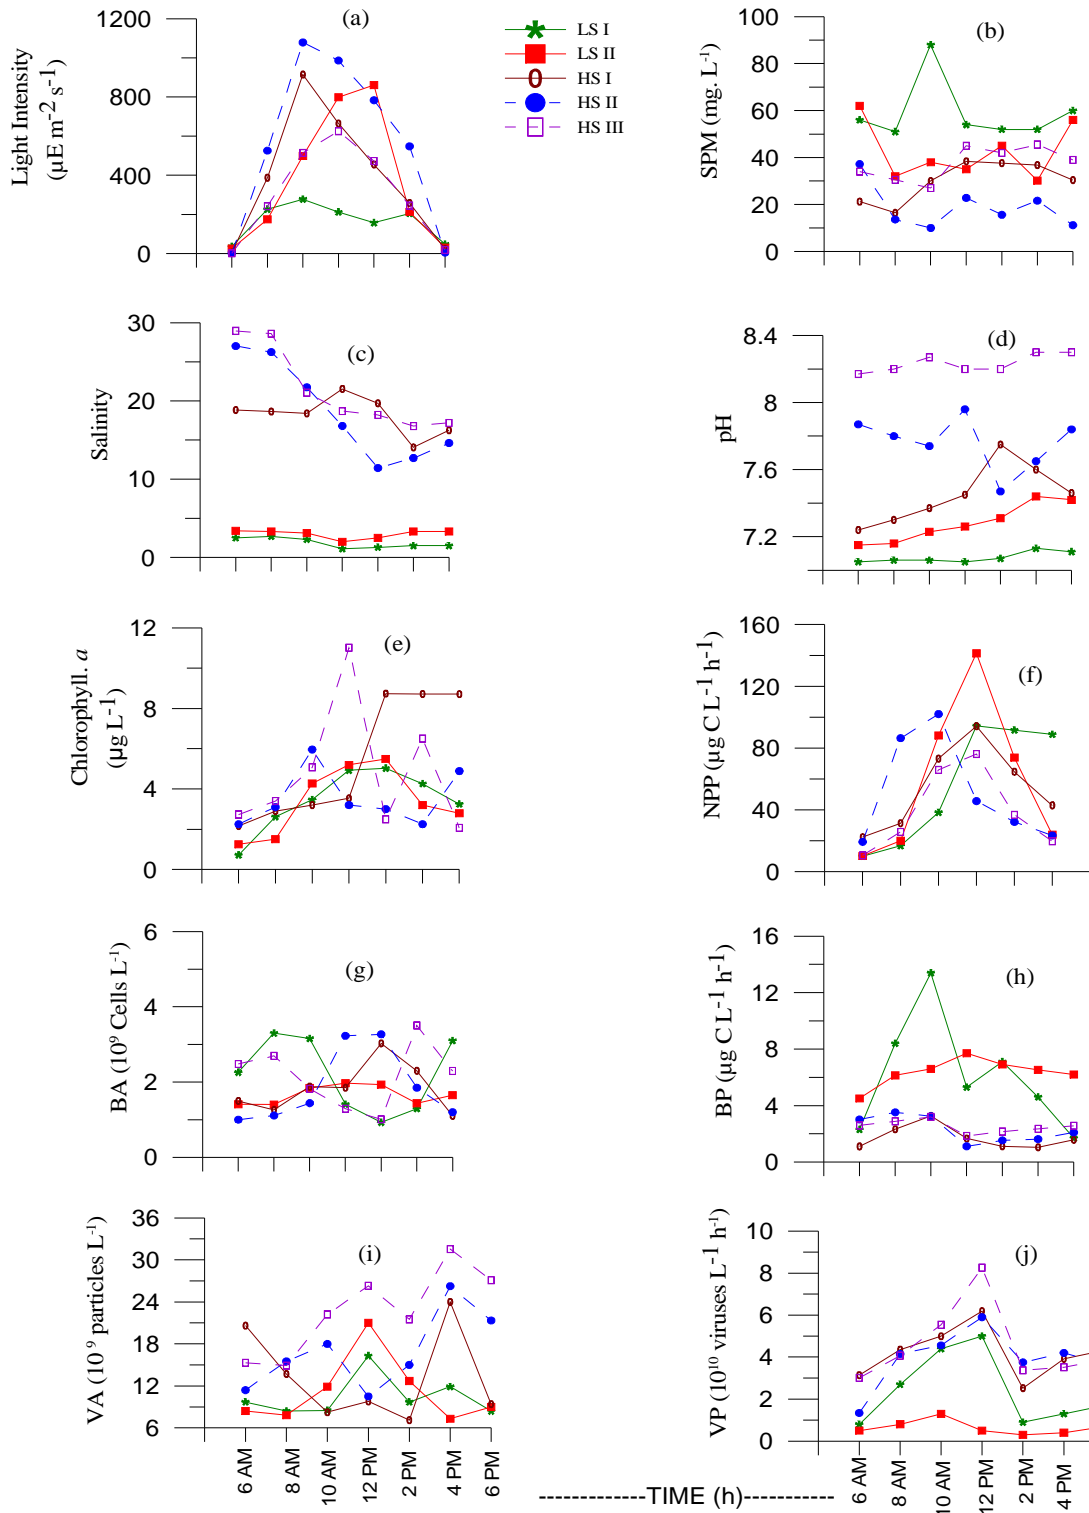 (a)
1200
800
400
0
Light Intensity
(µE m-2 s-1)
LS I
LS II
HS I
HS II
HS III
(b)
100
80
60
40
20
0
SPM (mg. L-1)
(c)
30
20
10
0
Salinity
(d)
8.4
8
7.6
7.2
pH
(e)
12
8
4
0
Chlorophyll. a
(µg L-1)
(f)
160
120
80
40
0
NPP (µg C L-1 h-1)
(g)
6
4
2
0
BA (10⁹ Cells L-1)
(h)
16
12
8
4
0
BP (µg C L-1 h-1)
(i)
36
30
24
18
12
6
VA (10 9 particles L-1)
6 AM
8 AM
10 AM
12 PM
2 PM
4 PM
6 PM
(j)
10
8
6
4
2
0
VP (10¹⁰ viruses L-1 h-1)
6 AM
8 AM
10 AM
12 PM
2 PM
4 PM
----------------TIME (h)--------------